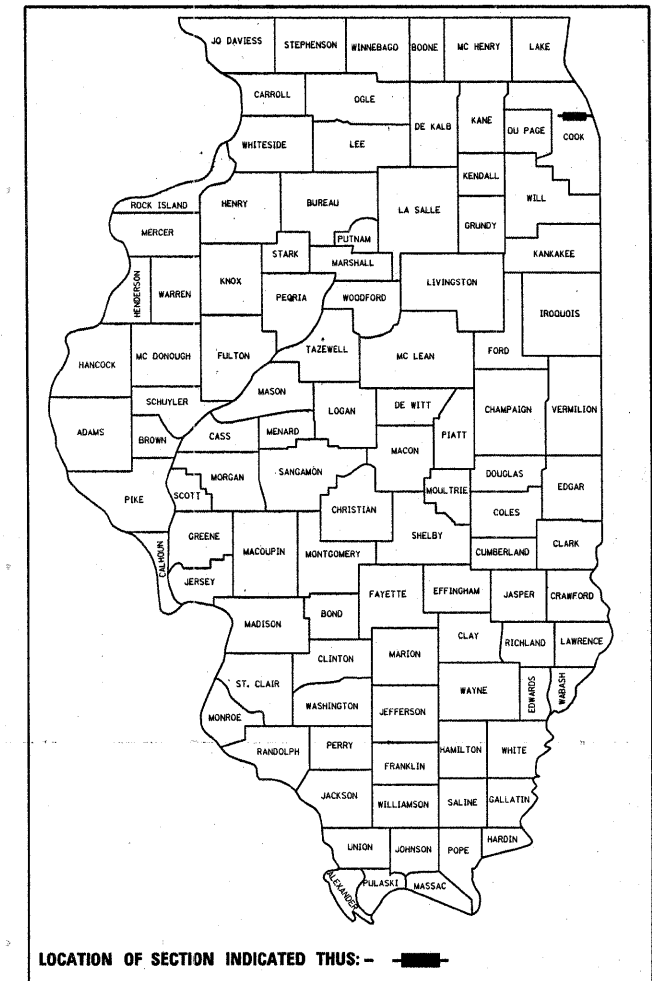 JO DAVIESS STEPHENSON WINNEBAGO BOONE MC HENRY LAKE
CARROLL OGLE DE KALB KANE DU PAGE COOK
WHITESIDE LEE
KENDALL WILL
ROCK ISLAND HENRY BUREAU LA SALLE
MERCER PUTNAM GRUNDY
STARK MARSHALL KANKAKEE
HENDERSON WARREN KNOX PEORIA WOODFORD LIVINGSTON IROQUOIS
HANCOCK MC DONOUGH FULTON TAZEWELL MC LEAN FORD
MASON
SCHUYLER LOGAN DE WITT CHAMPAIGN VERMILION
ADAMS BROWN CASS MENARD MACON PIATT
MORGAN SANGAMON DOUGLAS EDGAR
PIKE SCOTT CHRISTIAN MOULTRIE COLES
GREENE MACOUPIN MONTGOMERY SHELBY CUMBERLAND CLARK
CALHOUN JERSEY FAYETTE EFFINGHAM JASPER CRAWFORD
MADISON BOND CLAY RICHLAND LAWRENCE
CLINTON MARION
ST. CLAIR WAYNE EDWARDS WABASH
MONROE WASHINGTON JEFFERSON
RANDOLPH PERRY HAMILTON WHITE
FRANKLIN
JACKSON WILLIAMSON SALINE GALLATIN
UNION JOHNSON POPE HARDIN
ALEXANDER PULASKI MASSAC
LOCATION OF SECTION INDICATED THUS: -